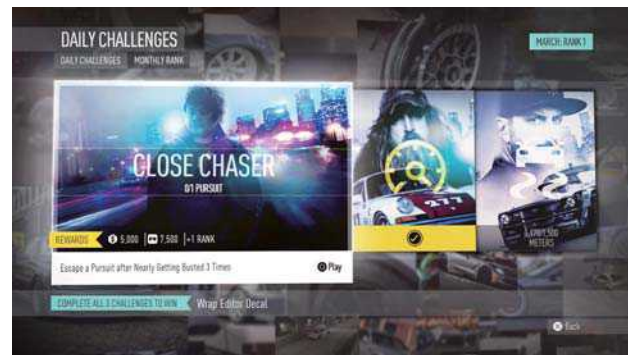 DAILY CHALLENGES
MARCH: RANK 1
DAILY CHALLENGES MONTHLY RANK
CLOSE CHASER
0/1 PURSUIT
277
REWARDS $ 5,000 7,500 +1 RANK
METERS
Escape a Pursuit after Nearly Getting Busted 3 Times
Play
COMPLETE ALL 3 CHALLENGES TO WIN Wrap Editor Decal
Back